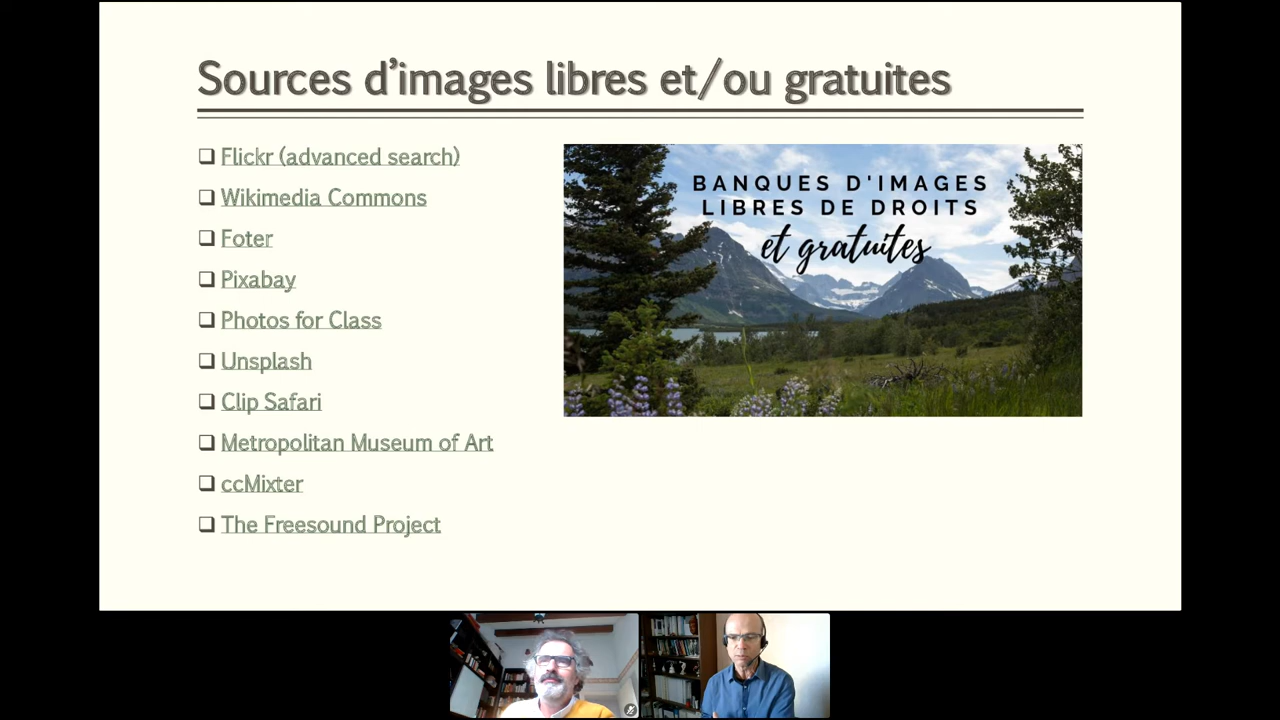 Sources d’images libres et/ou gratuites
Flickr (advanced search)
Wikimedia Commons
Foter
Pixabay
Photos for Class
Unsplash
Clip Safari
Metropolitan Museum of Art
ccMixter
The Freesound Project
BANQUES D'IMAGES
LIBRES DE DROITS
et gratuites